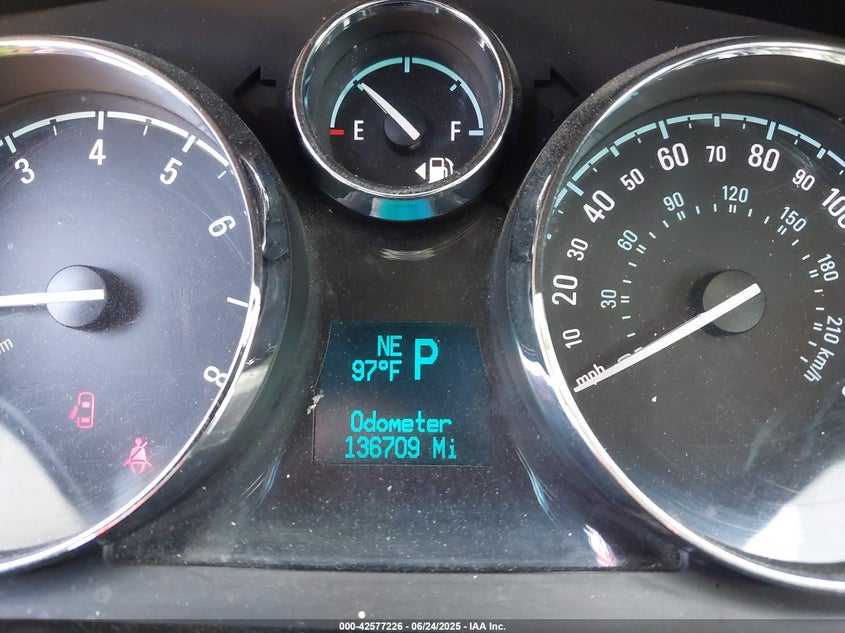 E F
3 4 5 6 8
10 20 30 40 50 60 70 80 90 100
30 60 90 120 150 180 210 km/h
mph
NE P
97°F
Odometer
136709 Mi
000-42577226 - 06/24/2025 - IAA Inc.